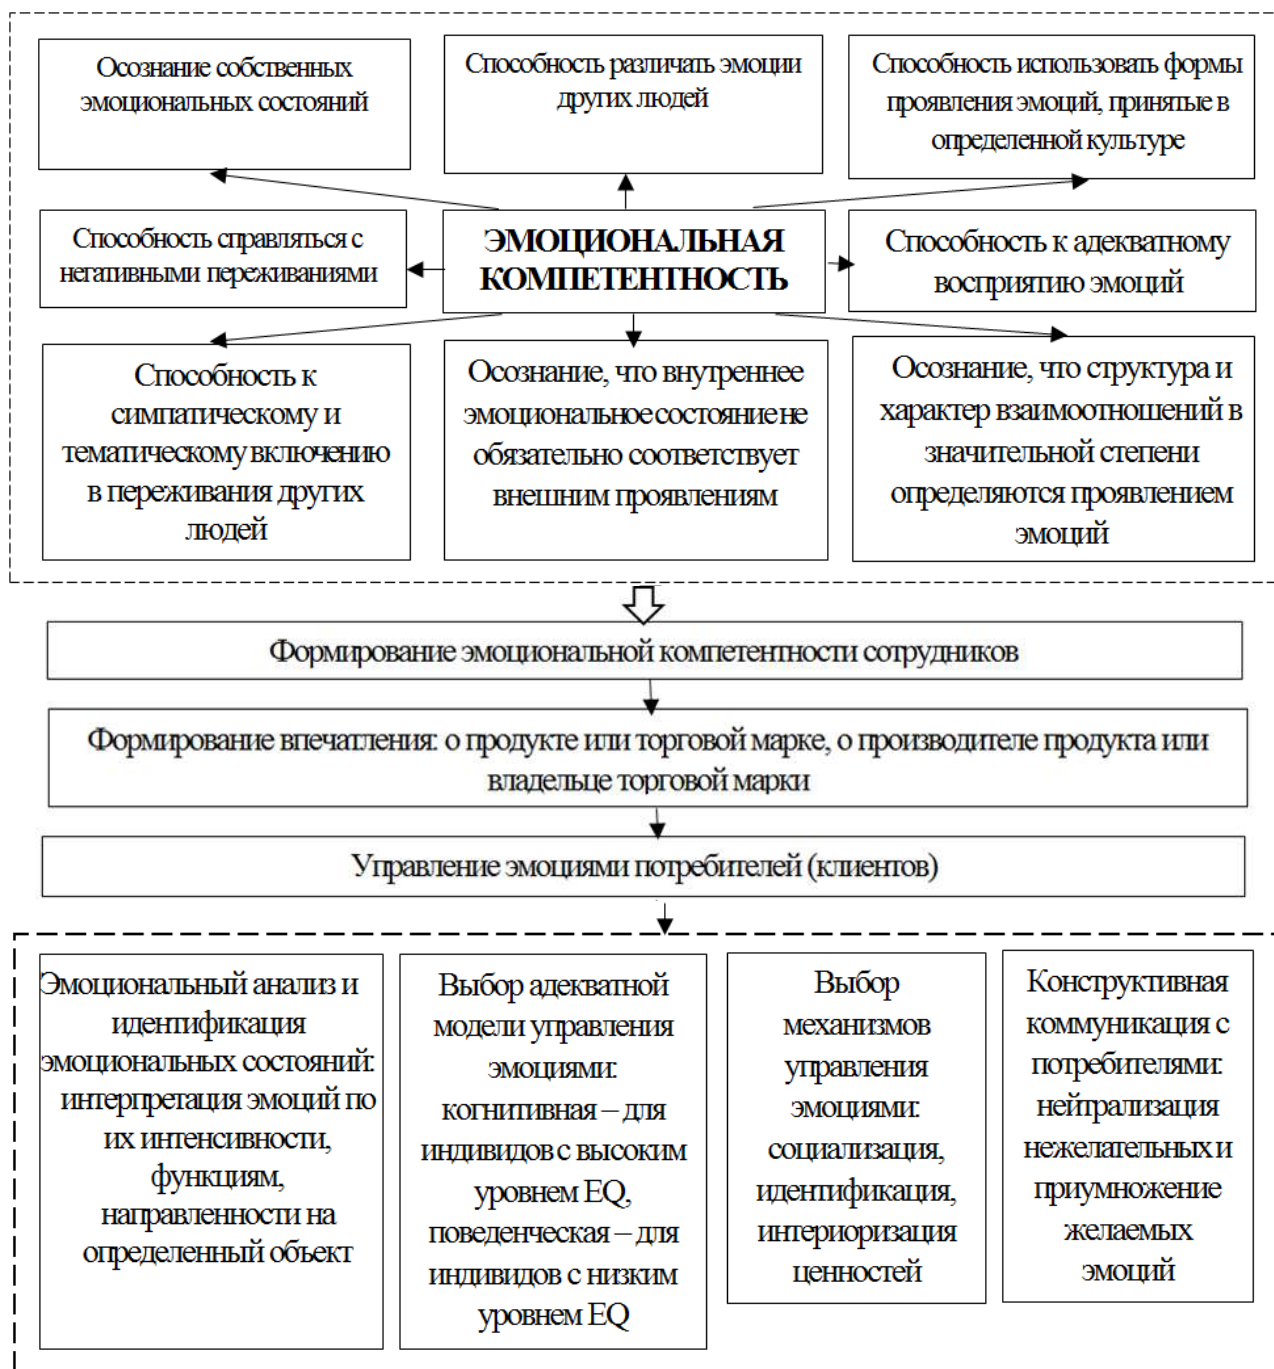 Осознание собственных
эмоциональных состояний
Способность различать эмоции
других людей
Способность использовать формы
проявления эмоций, принятые в
определенной культуре
Способность справляться с
негативными переживаниями
ЭМОЦИОНАЛЬНАЯ
КОМПЕТЕНТНОСТЬ
Способность к адекватному
восприятию эмоций
Способность к
симпатическому и
тематическому включению
в переживания других
людей
Осознание, что внутреннее
эмоциональное состояние не
обязательно соответствует
внешним проявлениям
Осознание, что структура и
характер взаимоотношений в
значительной степени
определяются проявлением
эмоций
Формирование эмоциональной компетентности сотрудников
Формирование впечатления: о продукте или торговой марке, о производителе продукта или
владельце торговой марки
Управление эмоциями потребителей (клиентов)
Эмоциональный анализ и
идентификация
эмоциональных состояний:
интерпретация эмоций по
их интенсивности,
функциям,
направленности на
определенный объект
Выбор адекватной
модели управления
эмоциями:
когнитивная – для
индивидов с высоким
уровнем EQ,
поведенческая – для
индивидов с низким
уровнем EQ
Выбор
механизмов
управления
эмоциями:
социализация,
идентификация,
интериоризация
ценностей
Конструктивная
коммуникация с
потребителями:
нейтрализация
нежелательных и
приумножение
желаемых
эмоций